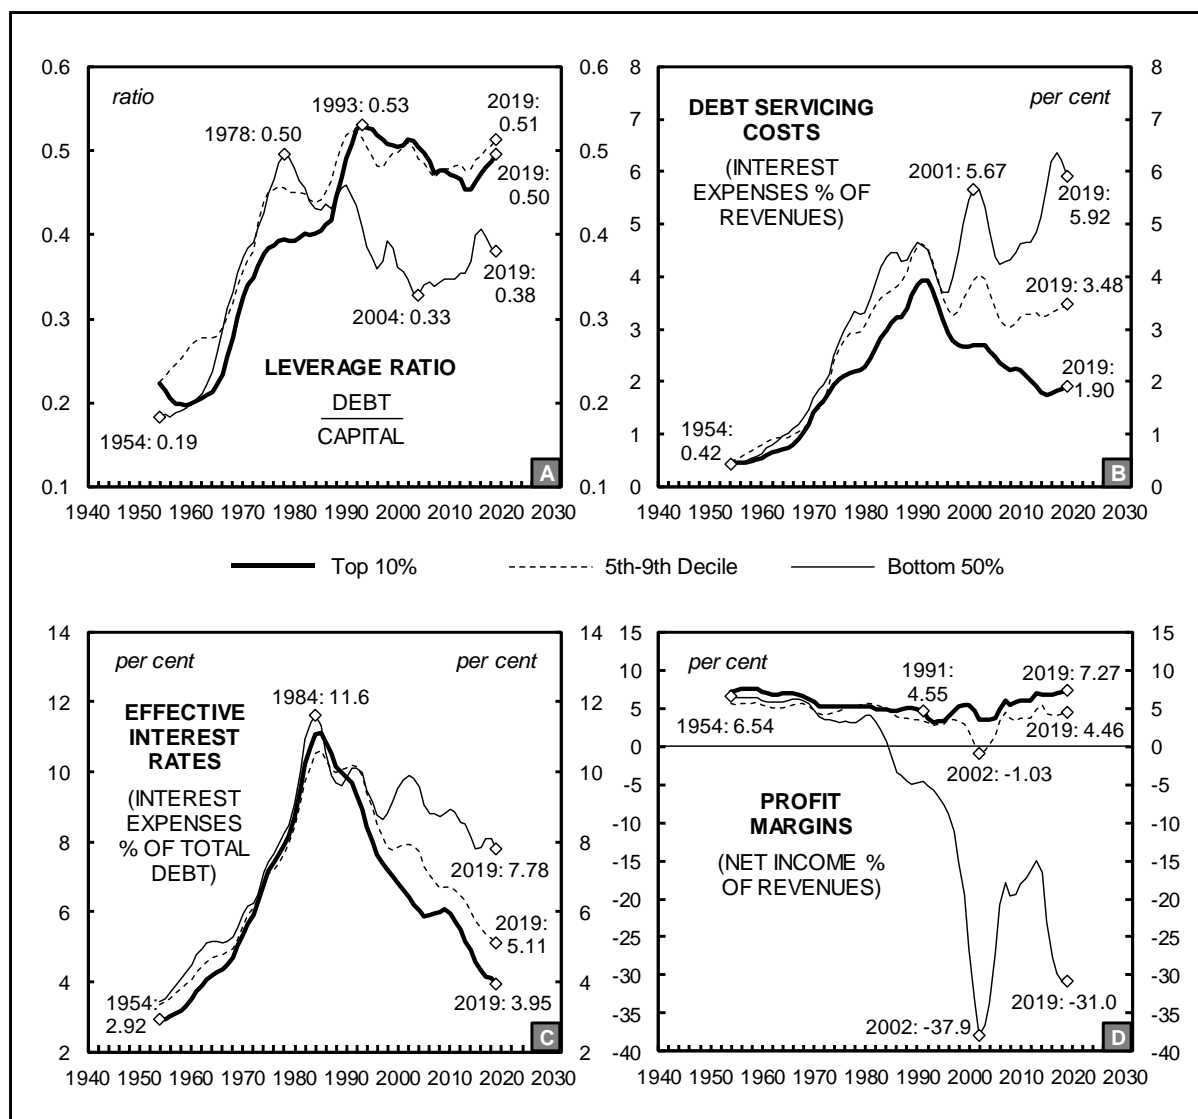 0.6
0.5
0.4
0.3
0.2
0.1
ratio
1978: 0.50
1993: 0.53
2019:
0.51
2019:
0.50
2019:
0.38
2004: 0.33
1954: 0.19
LEVERAGE RATIO
DEBT
CAPITAL
A
0.6
0.5
0.4
0.3
0.2
0.1
1940 1950 1960 1970 1980 1990 2000 2010 2020 2030
8
7
6
5
4
3
2
1
0
DEBT SERVICING
COSTS
(INTEREST
EXPENSES % OF
REVENUES)
per cent
2001: 5.67
2019:
5.92
2019: 3.48
2019:
1.90
1954:
0.42
B
8
7
6
5
4
3
2
1
0
1940 1950 1960 1970 1980 1990 2000 2010 2020 2030
Top 10%
5th-9th Decile
Bottom 50%
14
12
10
8
6
4
2
per cent
per cent
EFFECTIVE
INTEREST
RATES
(INTEREST
EXPENSES
% OF TOTAL
DEBT)
1984: 11.6
2019: 7.78
2019:
5.11
2019: 3.95
1954:
2.92
C
14
12
10
8
6
4
2
1940 1950 1960 1970 1980 1990 2000 2010 2020 2030
15
10
5
0
-5
-10
-15
-20
-25
-30
-35
-40
per cent
1991:
4.55
2019: 7.27
1954: 6.54
2019: 4.46
2002: -1.03
PROFIT
MARGINS
(NET INCOME %
OF REVENUES)
2019: -31.0
2002: -37.9
D
15
10
5
0
-5
-10
-15
-20
-25
-30
-35
-40
1940 1950 1960 1970 1980 1990 2000 2010 2020 2030